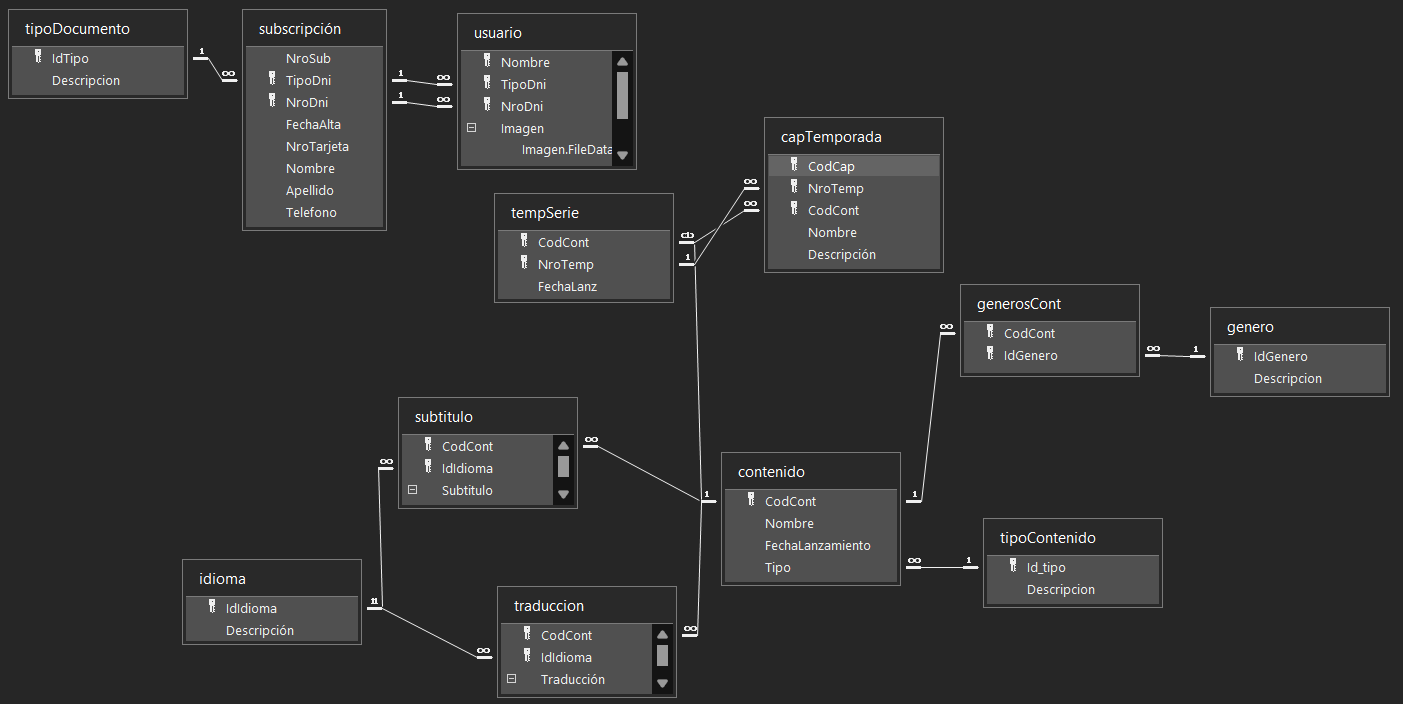 tipoDocumento
IdTipo
Descripcion
subscripción
NroSub
TipoDni
NroDni
FechaAlta
NroTarjeta
Nombre
Apellido
Telefono
usuario
Nombre
TipoDni
NroDni
Imagen
Imagen.FileData
capTemporada
CodCap
NroTemp
CodCont
Nombre
Descripción
tempSerie
CodCont
NroTemp
FechaLanz
generosCont
CodCont
IdGenero
genero
IdGenero
Descripcion
subtitulo
CodCont
IdIdioma
Subtitulo
contenido
CodCont
Nombre
FechaLanzamiento
Tipo
tipoContenido
Id_tipo
Descripcion
idioma
IdIdioma
Descripción
traduccion
CodCont
IdIdioma
Traducción
1
∞
1
∞
1
∞
∞
∞
1
∞
∞
1
∞
∞
1
1
∞
1
∞
∞